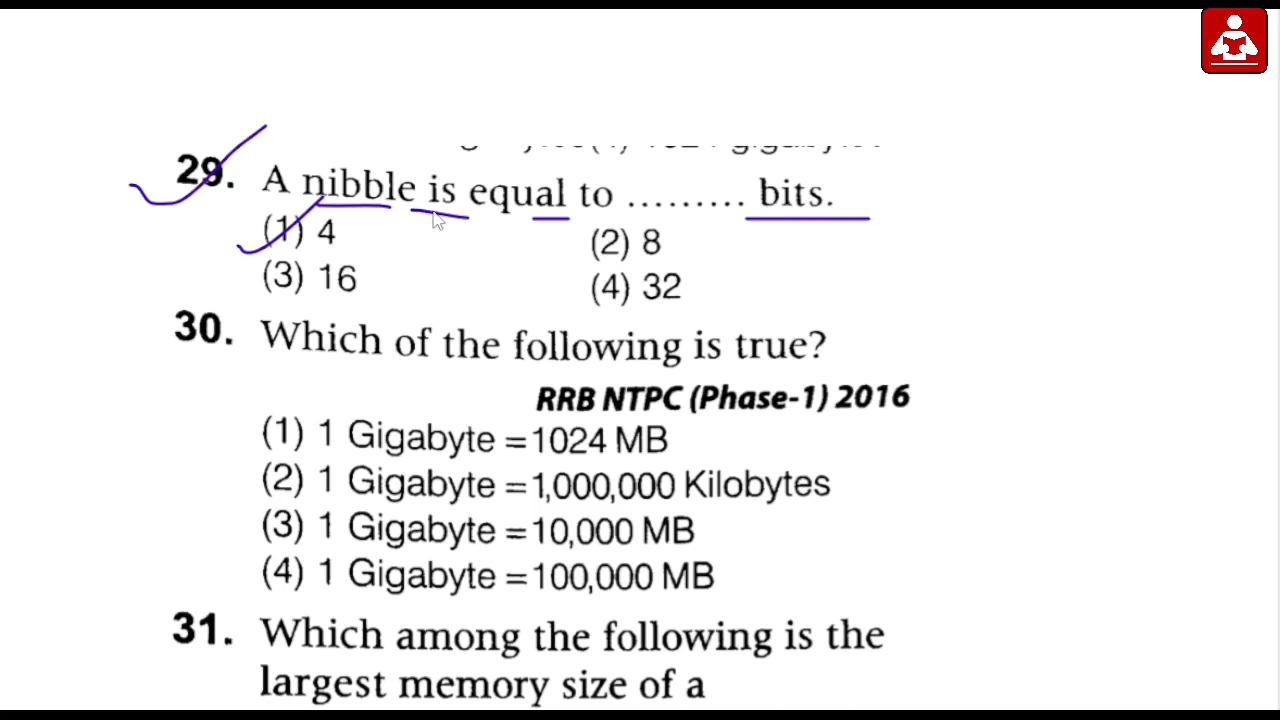 29. A nibble is equal to ......... bits.
(1) 4 (2) 8
(3) 16 (4) 32
30. Which of the following is true?
RRB NTPC (Phase-1) 2016
(1) 1 Gigabyte = 1024 MB
(2) 1 Gigabyte = 1,000,000 Kilobytes
(3) 1 Gigabyte = 10,000 MB
(4) 1 Gigabyte = 100,000 MB
31. Which among the following is the
largest memory size of a